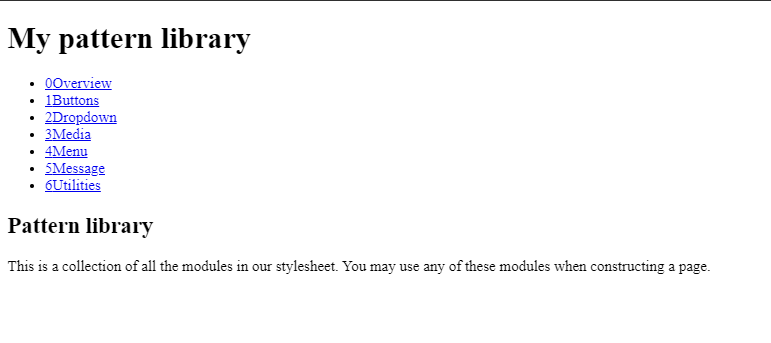 My pattern library
0Overview
1Buttons
2Dropdown
3Media
4Menu
5Message
6Utilities
Pattern library
This is a collection of all the modules in our stylesheet. You may use any of these modules when constructing a page.